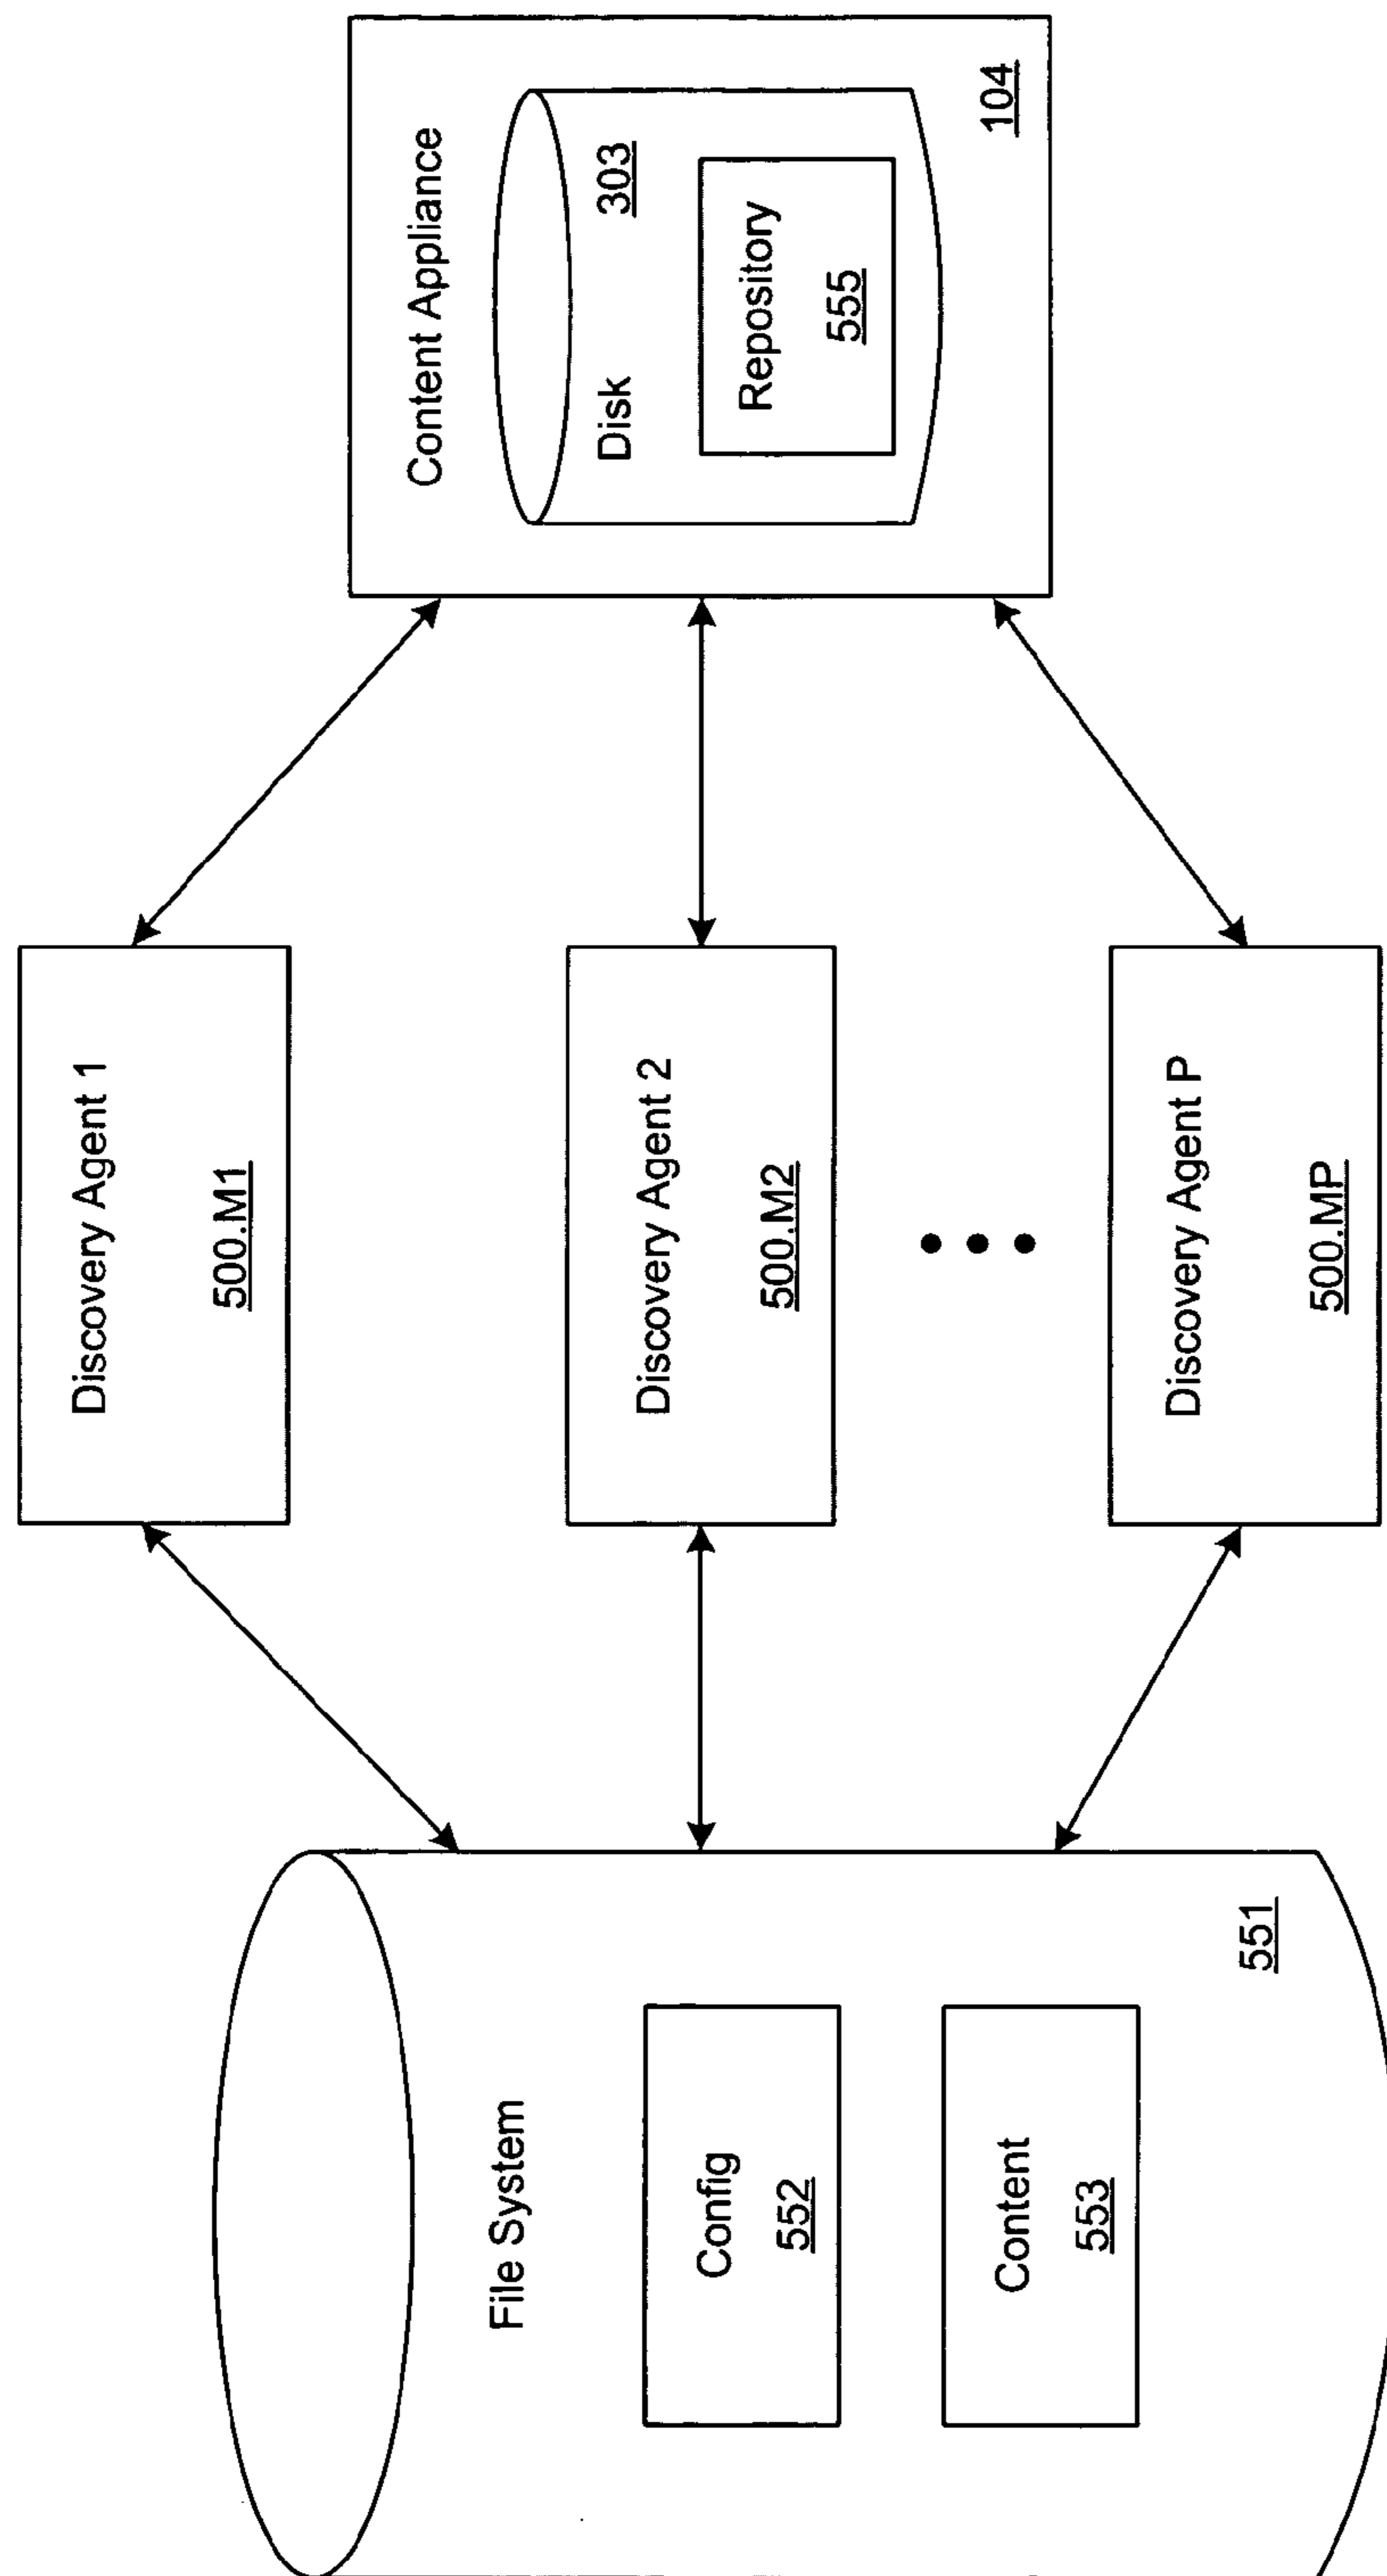 File System
Config
552
Content
553
551
Discovery Agent 1
500.M1
Discovery Agent 2
500.M2
Discovery Agent P
500.MP
Content Appliance
Disk
303
Repository
555
104